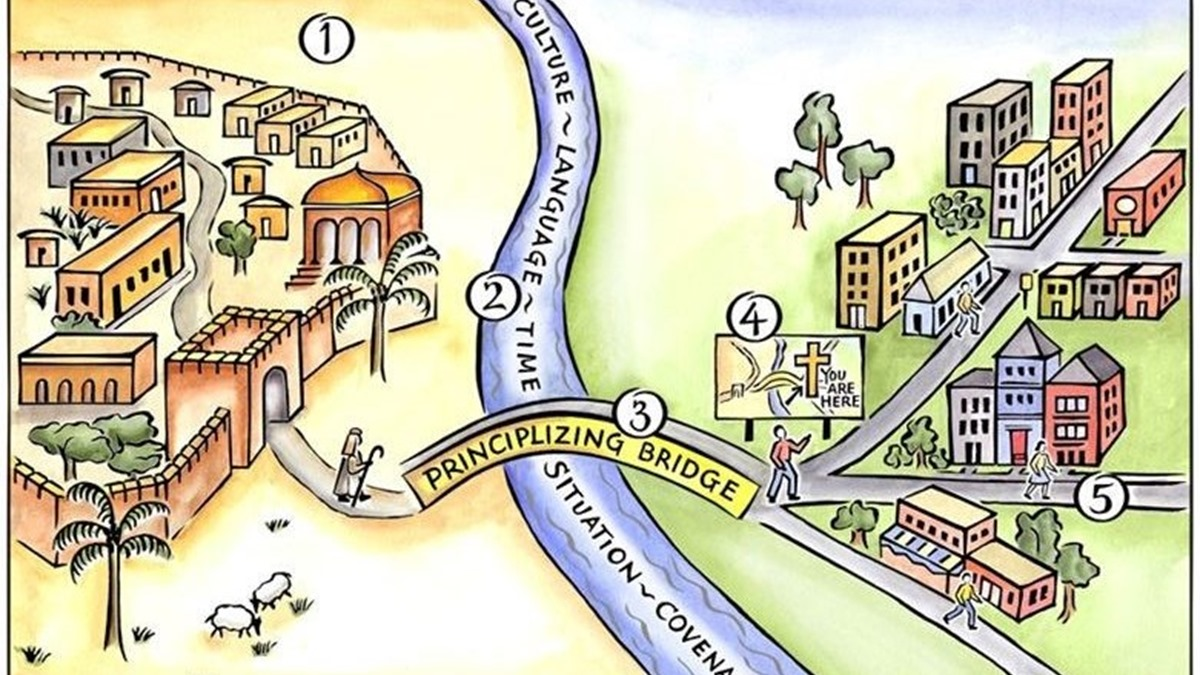 1
CULTURE ~ LANGUAGE ~ TIME
2
3
PRINCIPLIZING BRIDGE
4
YOU
ARE
HERE
SITUATION ~ COVENA
5